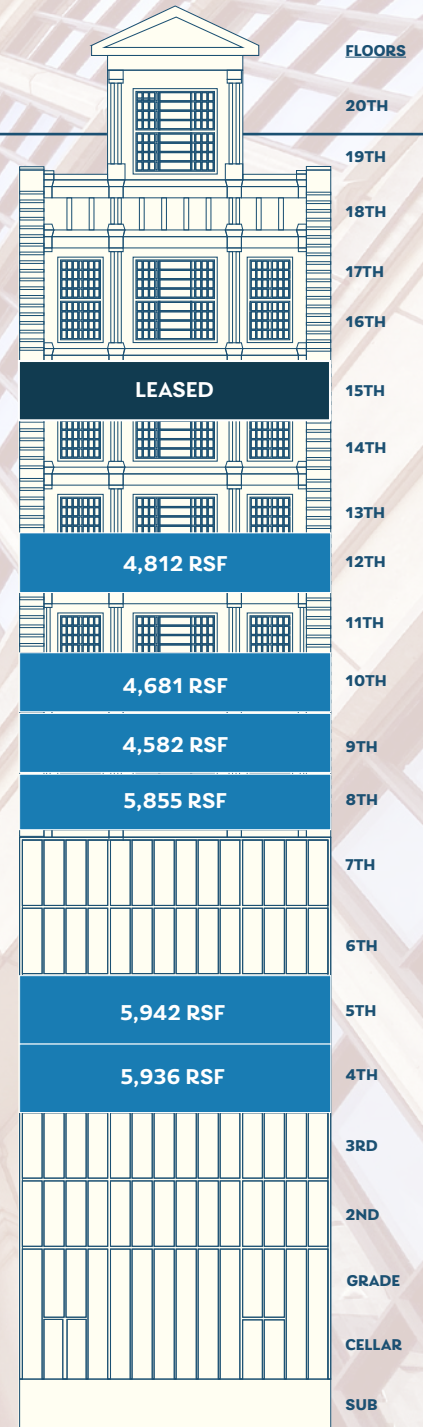 FLOORS
20TH
19TH
18TH
17TH
16TH
LEASED 15TH
14TH
13TH
4,812 RSF 12TH
11TH
4,681 RSF 10TH
4,582 RSF 9TH
5,855 RSF 8TH
7TH
6TH
5,942 RSF 5TH
5,936 RSF 4TH
3RD
2ND
GRADE
CELLAR
SUB